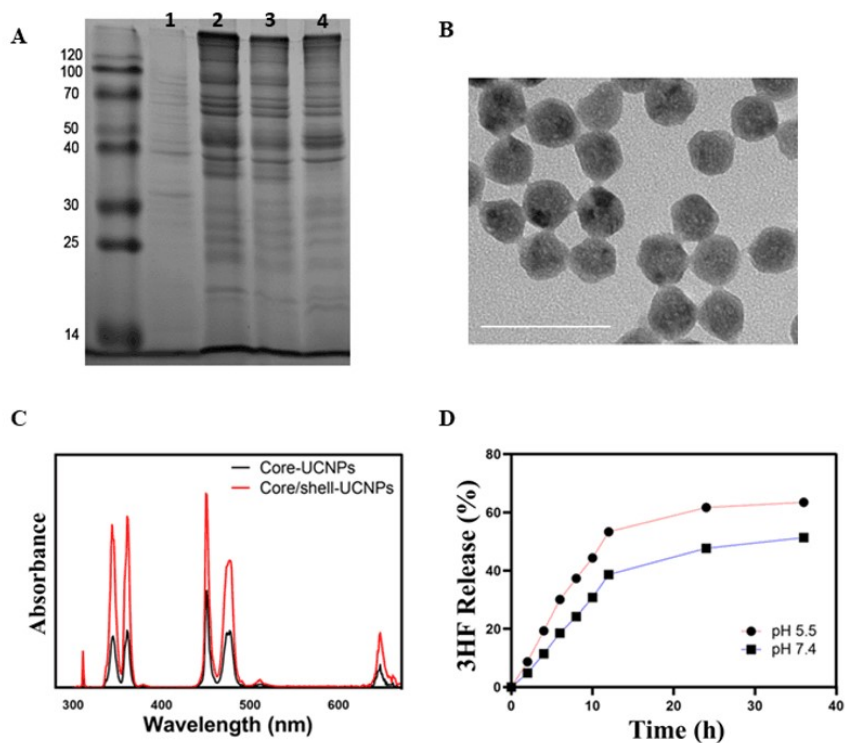 A
1 2 3 4
120
100
70
50
40
30
25
14
B
C
Core-UCNPs
Core/shell-UCNPs
Absorbance
300 400 500 600
Wavelength (nm)
D
80
60
40
20
0
3HF Release (%)
pH 5.5
pH 7.4
0 10 20 30 40
Time (h)